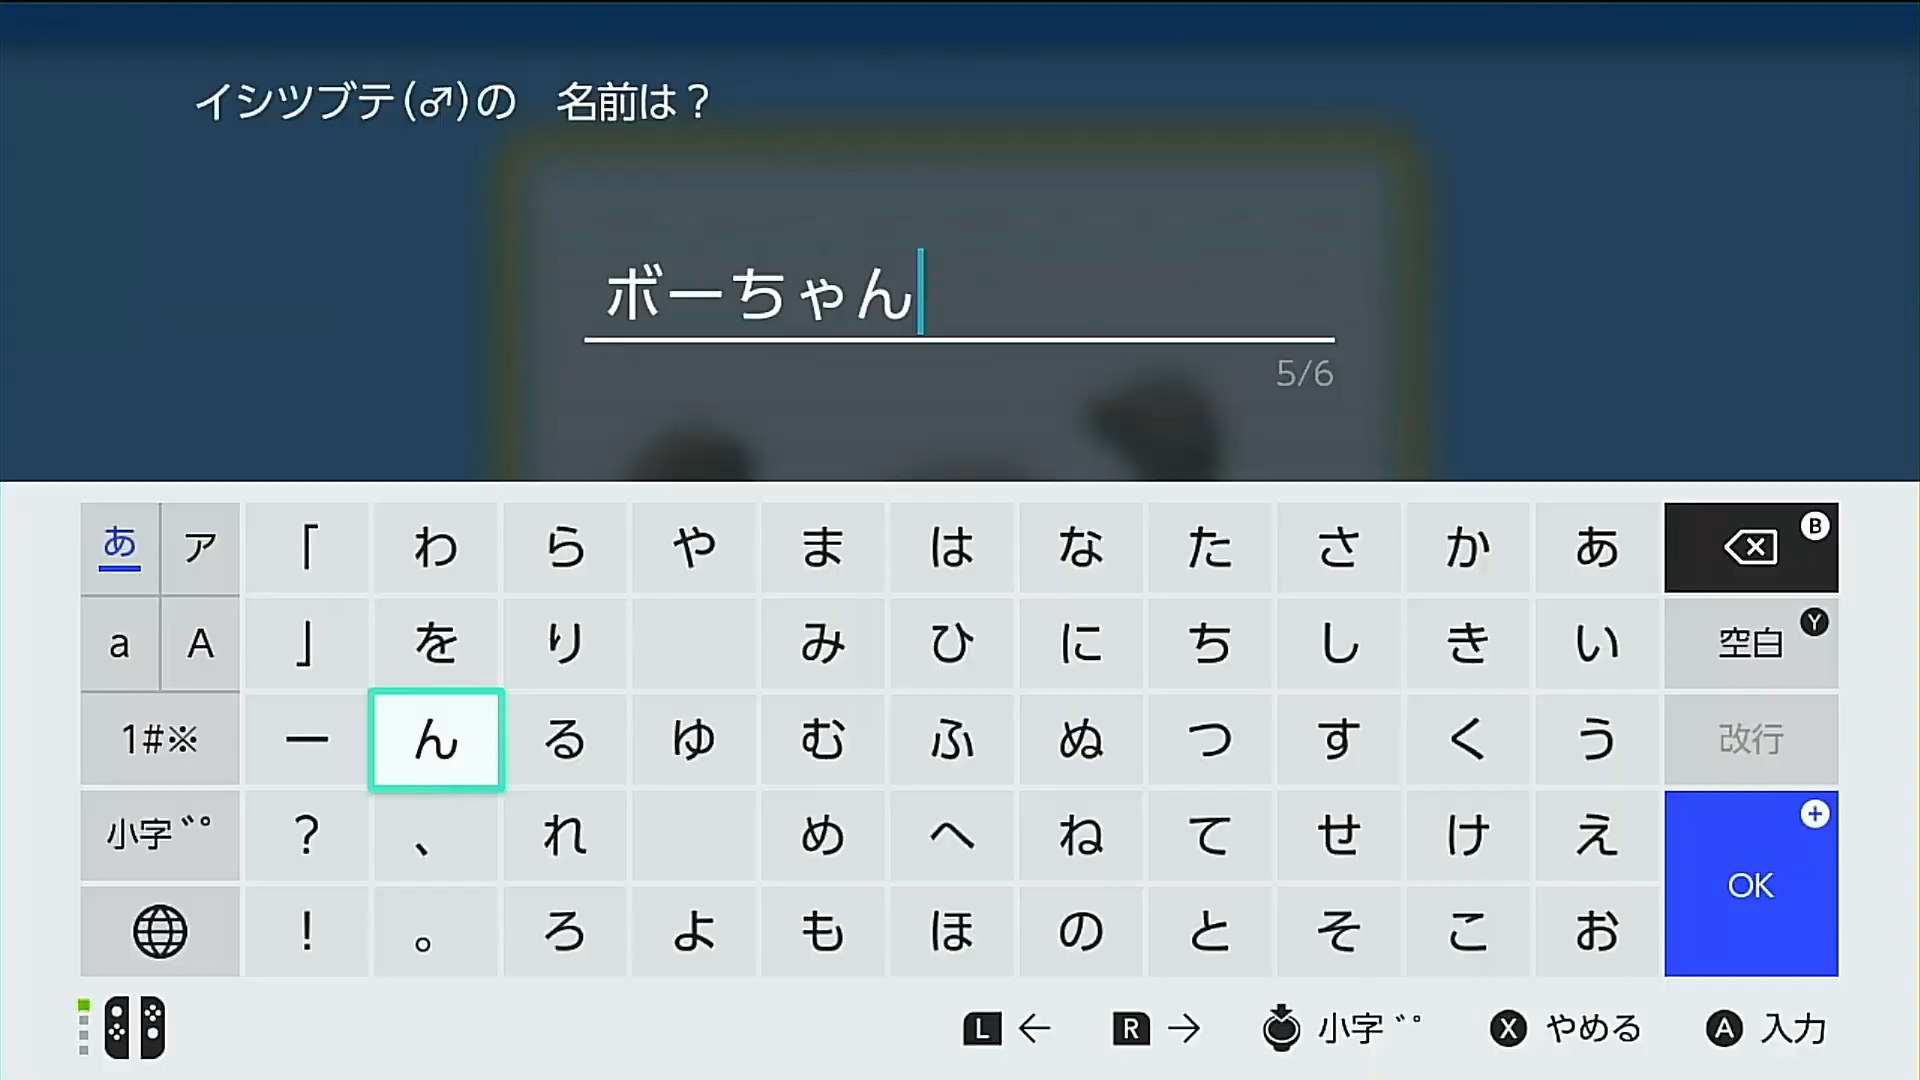 イシツブテ(♂)の　名前は？
ボーちゃん
5/6
あ ア 「 わ ら や ま は な た さ か あ B
a A 」 を り み ひ に ち し き い 空白 Y
1#※ ー ん る ゆ む ふ ぬ つ す く う 改行
小字゛゜ ？ 、 れ め へ ね て せ け え +
！ 。 ろ よ も ほ の と そ こ お OK
L ← R → 小字゛゜ X やめる A 入力